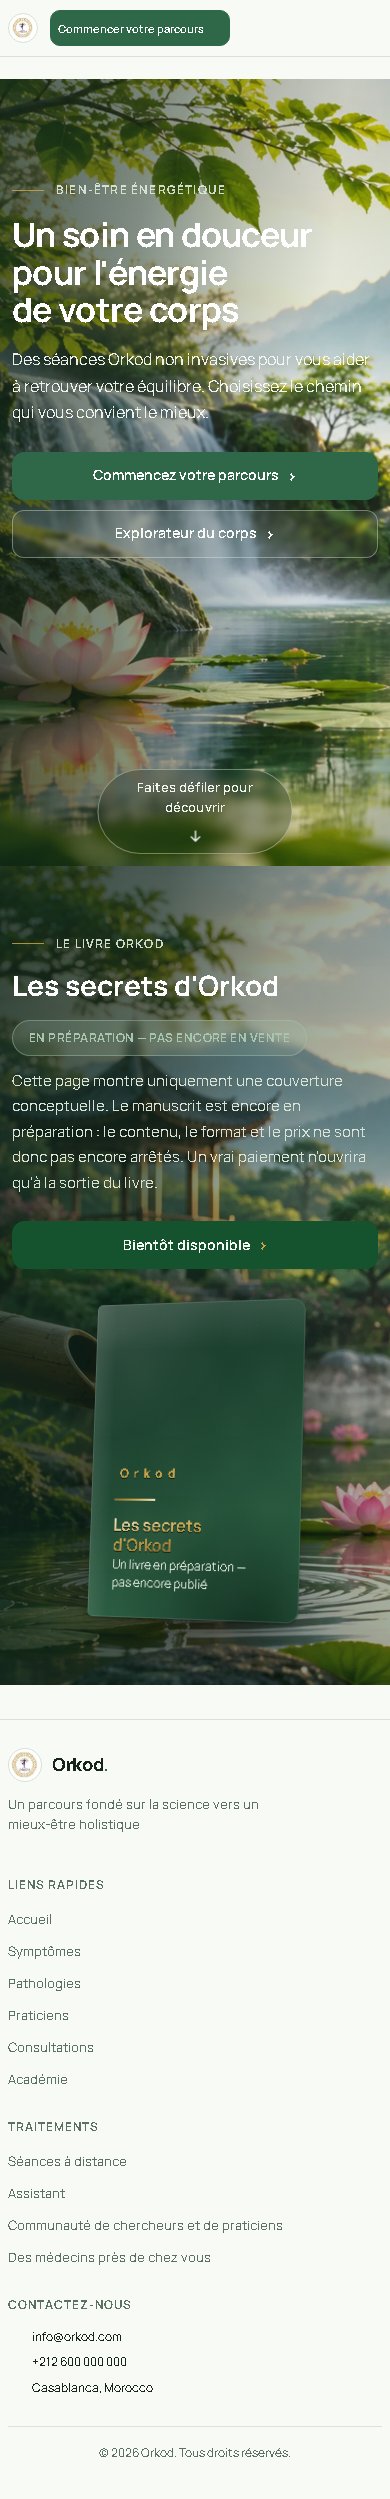 Commencer votre parcours
BIEN-ÊTRE ÉNERGÉTIQUE
Un soin en douceur
pour l'énergie
de votre corps
Des séances Orkod non invasives pour vous aider
à retrouver votre équilibre. Choisissez le chemin
qui vous convient le mieux.
Commencez votre parcours
Explorateur du corps
Faites défiler pour
découvrir
LE LIVRE ORKOD
Les secrets d'Orkod
EN PRÉPARATION — PAS ENCORE EN VENTE
Cette page montre uniquement une couverture
conceptuelle. Le manuscrit est encore en
préparation : le contenu, le format et le prix ne sont
donc pas encore arrêtés. Un vrai paiement n'ouvrira
qu'à la sortie du livre.
Bientôt disponible
Orkod
Les secrets
d'Orkod
Un livre en préparation —
pas encore publié
Orkod.
Un parcours fondé sur la science vers un
mieux-être holistique
LIENS RAPIDES
Accueil
Symptômes
Pathologies
Praticiens
Consultations
Académie
TRAITEMENTS
Séances à distance
Assistant
Communauté de chercheurs et de praticiens
Des médecins près de chez vous
CONTACTEZ-NOUS
info@orkod.com
+212 600 000 000
Casablanca, Morocco
© 2026 Orkod. Tous droits réservés.